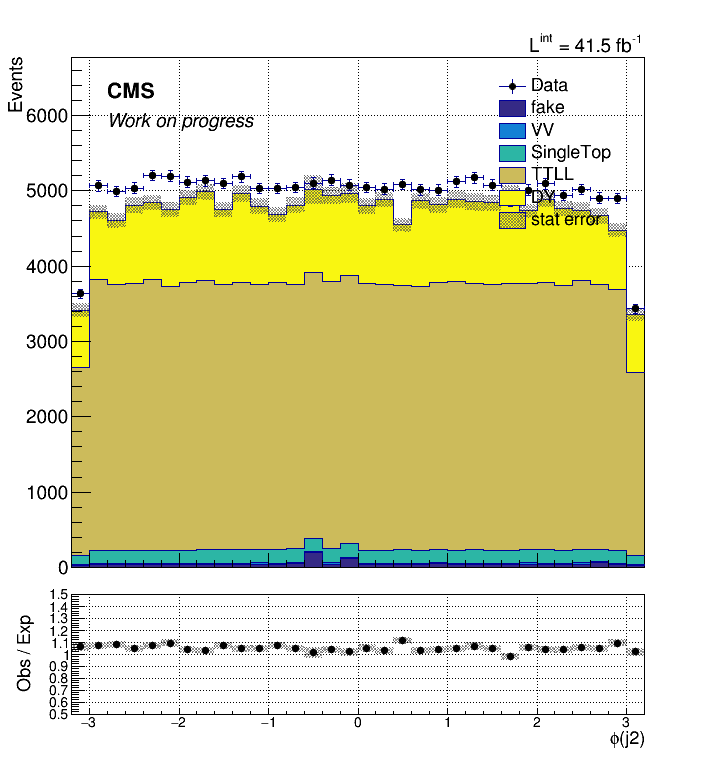 L^int = 41.5 fb^-1
Events
CMS
Work on progress
Data
fake
VV
SingleTop
TTLL
DY
stat error
6000
5000
4000
3000
2000
1000
0
Obs / Exp
1.5
1.4
1.3
1.2
1.1
1
0.9
0.8
0.7
0.6
0.5
−3 −2 −1 0 1 2 3
ϕ(j2)